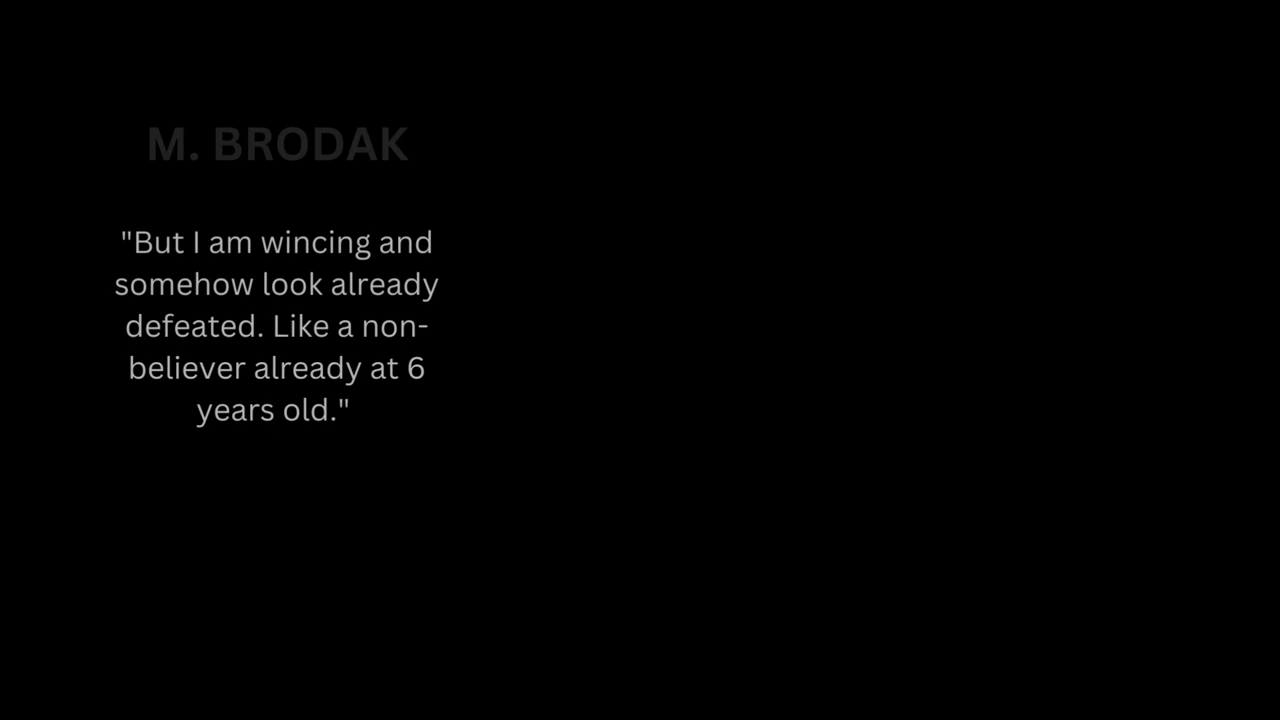 M. BRODAK
"But I am wincing and
somehow look already
defeated. Like a non-
believer already at 6
years old."